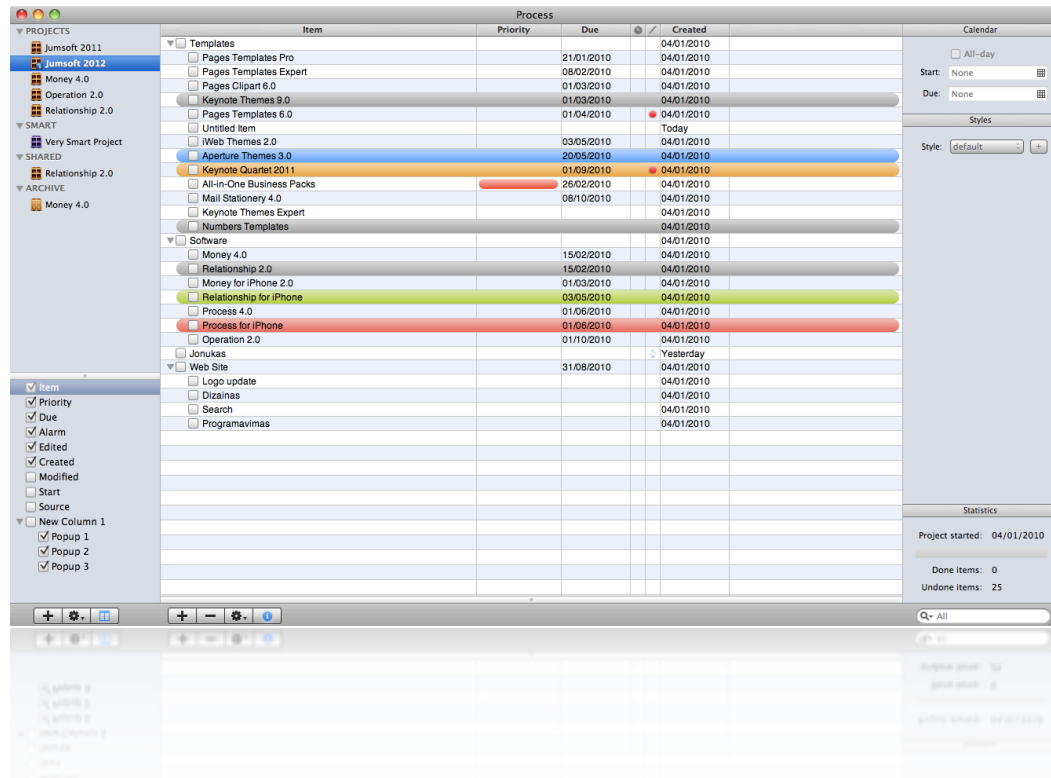 Process
PROJECTS
Jumsoft 2011
Jumsoft 2012
Money 4.0
Operation 2.0
Relationship 2.0
SMART
Very Smart Project
SHARED
Relationship 2.0
ARCHIVE
Money 4.0
Item
Priority
Due
Alarm
Edited
Created
Modified
Start
Source
New Column 1
Popup 1
Popup 2
Popup 3
Item Priority Due Created
Templates 04/01/2010
Pages Templates Pro 21/01/2010 04/01/2010
Pages Templates Expert 08/02/2010 04/01/2010
Pages Clipart 6.0 01/03/2010 04/01/2010
Keynote Themes 9.0 01/03/2010 04/01/2010
Pages Templates 6.0 01/04/2010 04/01/2010
Untitled Item Today
iWeb Themes 2.0 03/05/2010 04/01/2010
Aperture Themes 3.0 20/05/2010 04/01/2010
Keynote Quartet 2011 01/09/2010 04/01/2010
All-in-One Business Packs 26/02/2010 04/01/2010
Mail Stationery 4.0 08/10/2010 04/01/2010
Keynote Themes Expert 04/01/2010
Numbers Templates 04/01/2010
Software 04/01/2010
Money 4.0 15/02/2010 04/01/2010
Relationship 2.0 15/02/2010 04/01/2010
Money for iPhone 2.0 01/03/2010 04/01/2010
Relationship for iPhone 03/05/2010 04/01/2010
Process 4.0 01/06/2010 04/01/2010
Process for iPhone 01/06/2010 04/01/2010
Operation 2.0 01/10/2010 04/01/2010
Jonukas Yesterday
Web Site 31/08/2010 04/01/2010
Logo update 04/01/2010
Dizainas 04/01/2010
Search 04/01/2010
Programavimas 04/01/2010
Calendar
All-day
Start: None
Due: None
Styles
Style: default
Statistics
Project started: 04/01/2010
Done items: 0
Undone items: 25
All